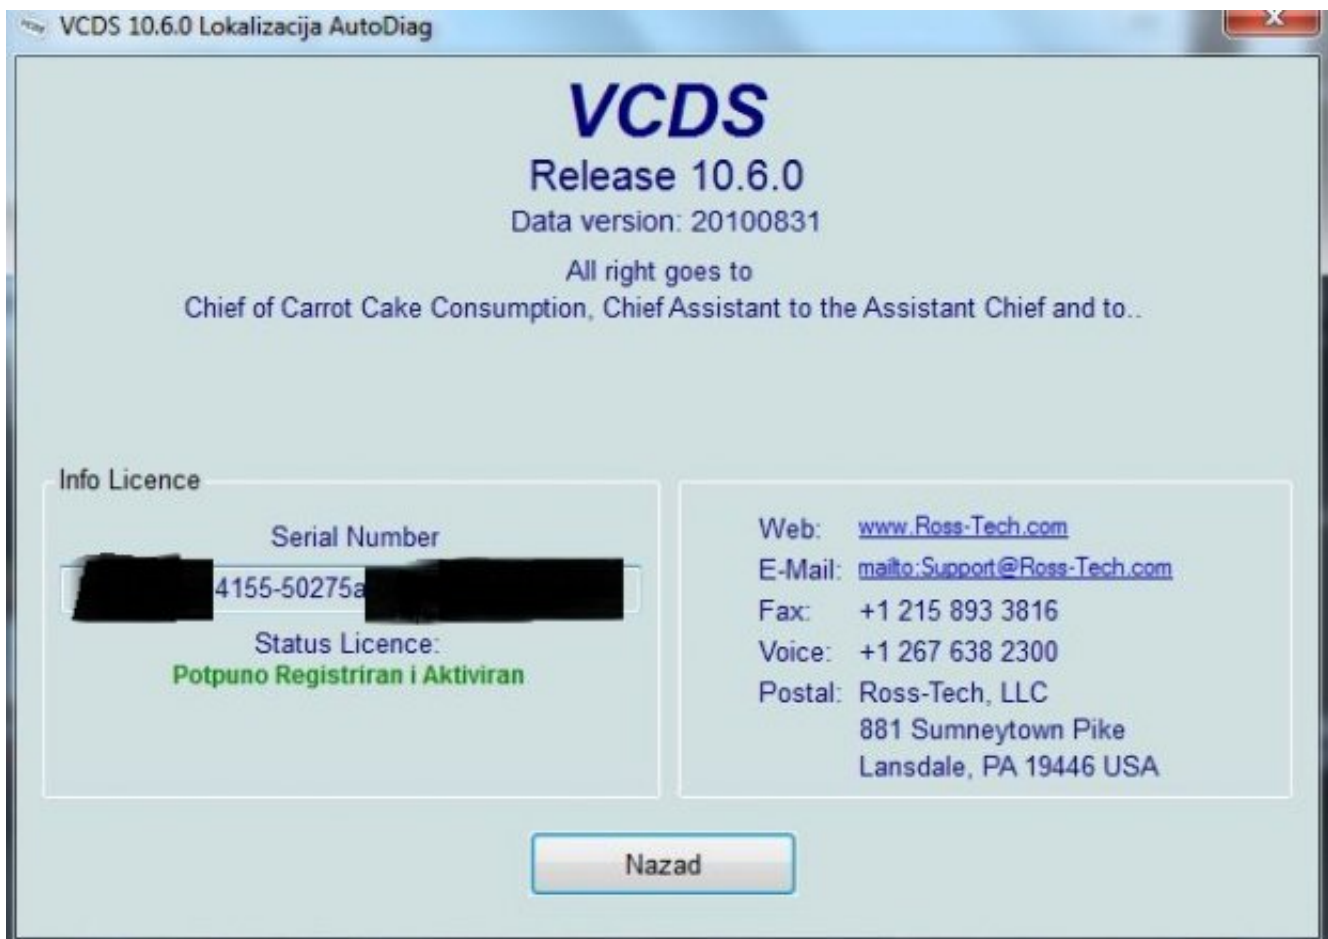 VCDS 10.6.0 Lokalizacija AutoDiag
VCDS
Release 10.6.0
Data version: 20100831
All right goes to
Chief of Carrot Cake Consumption, Chief Assistant to the Assistant Chief and to..
Info Licence
Serial Number
4155-50275a
Status Licence:
Potpuno Registriran i Aktiviran
Web: www.Ross-Tech.com
E-Mail: mailto:Support@Ross-Tech.com
Fax: +1 215 893 3816
Voice: +1 267 638 2300
Postal: Ross-Tech, LLC
881 Sumneytown Pike
Lansdale, PA 19446 USA
Nazad